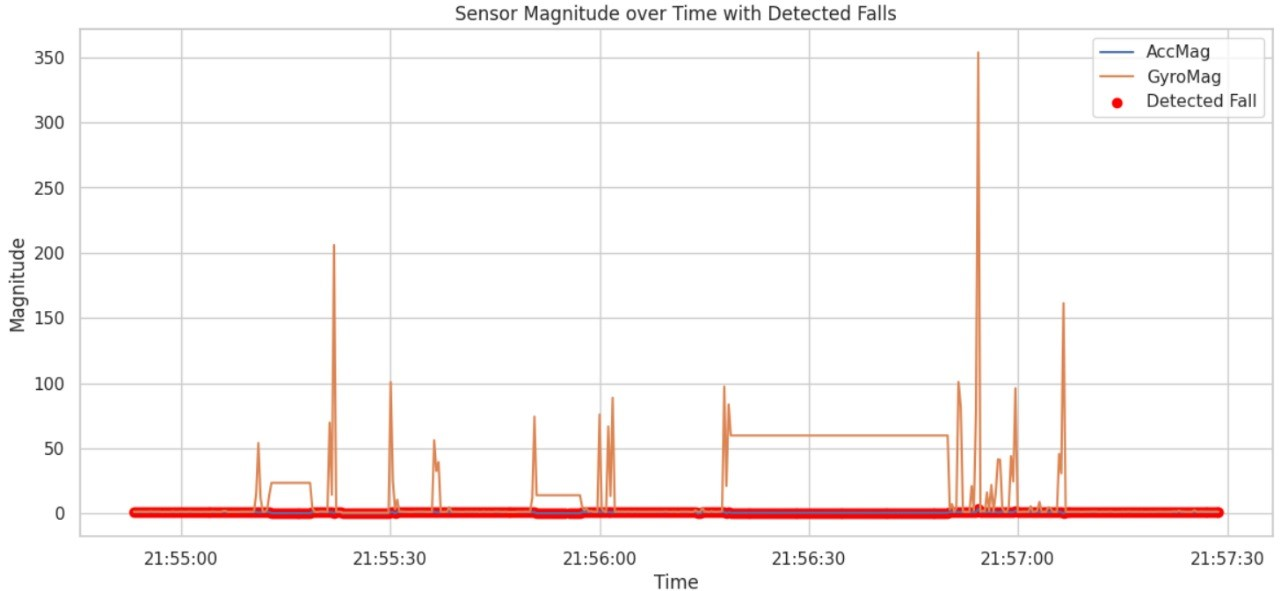 Sensor Magnitude over Time with Detected Falls
AccMag
GyroMag
Detected Fall
Magnitude
350
300
250
200
150
100
50
0
21:55:00 21:55:30 21:56:00 21:56:30 21:57:00 21:57:30
Time